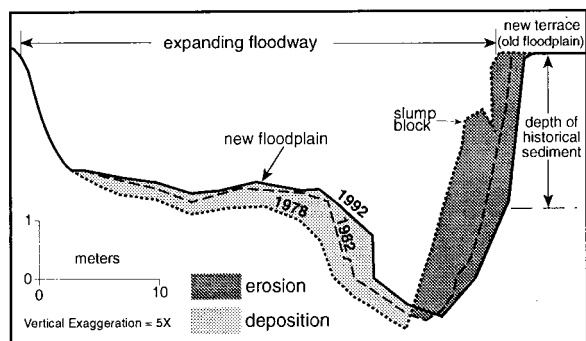 new terrace
(old floodplain)
expanding floodway
slump
block
depth of
historical
sediment
new floodplain
1992
1978
1982
1
0
meters
0
10
erosion
deposition
Vertical Exaggeration = 5X